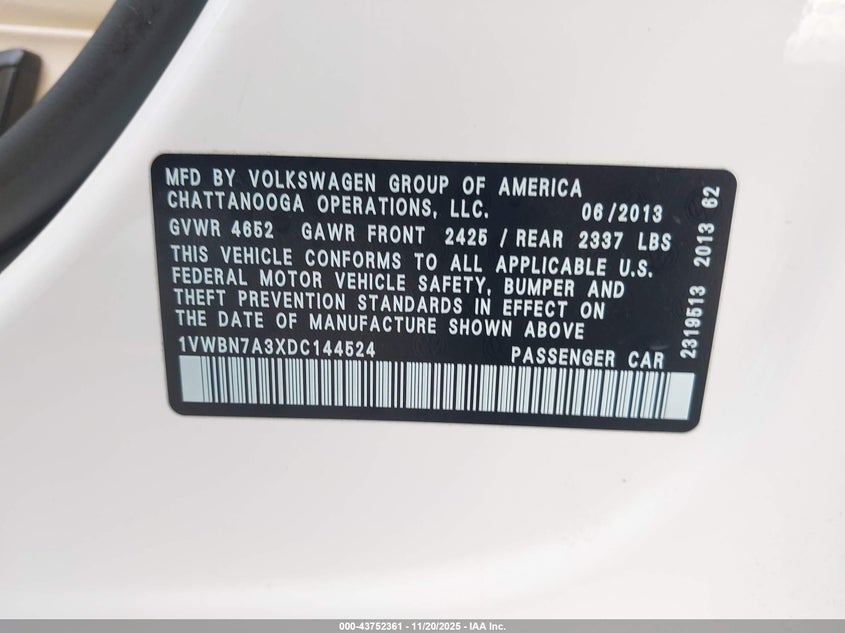 MFD BY VOLKSWAGEN GROUP OF AMERICA
CHATTANOOGA OPERATIONS, LLC. 06/2013
GVWR 4652 GAWR FRONT 2425 / REAR 2337 LBS
THIS VEHICLE CONFORMS TO ALL APPLICABLE U.S.
FEDERAL MOTOR VEHICLE SAFETY, BUMPER AND
THEFT PREVENTION STANDARDS IN EFFECT ON
THE DATE OF MANUFACTURE SHOWN ABOVE
1VWBN7A3XDC144524 PASSENGER CAR
2319513 2013 62
000-43752361 - 11/20/2025 - IAA Inc.